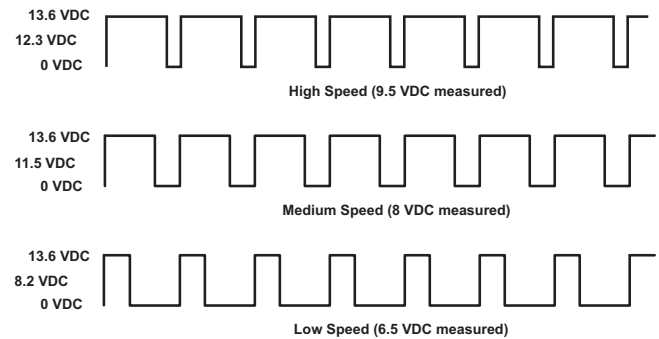 13.6 VDC
12.3 VDC
0 VDC
High Speed (9.5 VDC measured)
13.6 VDC
11.5 VDC
0 VDC
Medium Speed (8 VDC measured)
13.6 VDC
8.2 VDC
0 VDC
Low Speed (6.5 VDC measured)